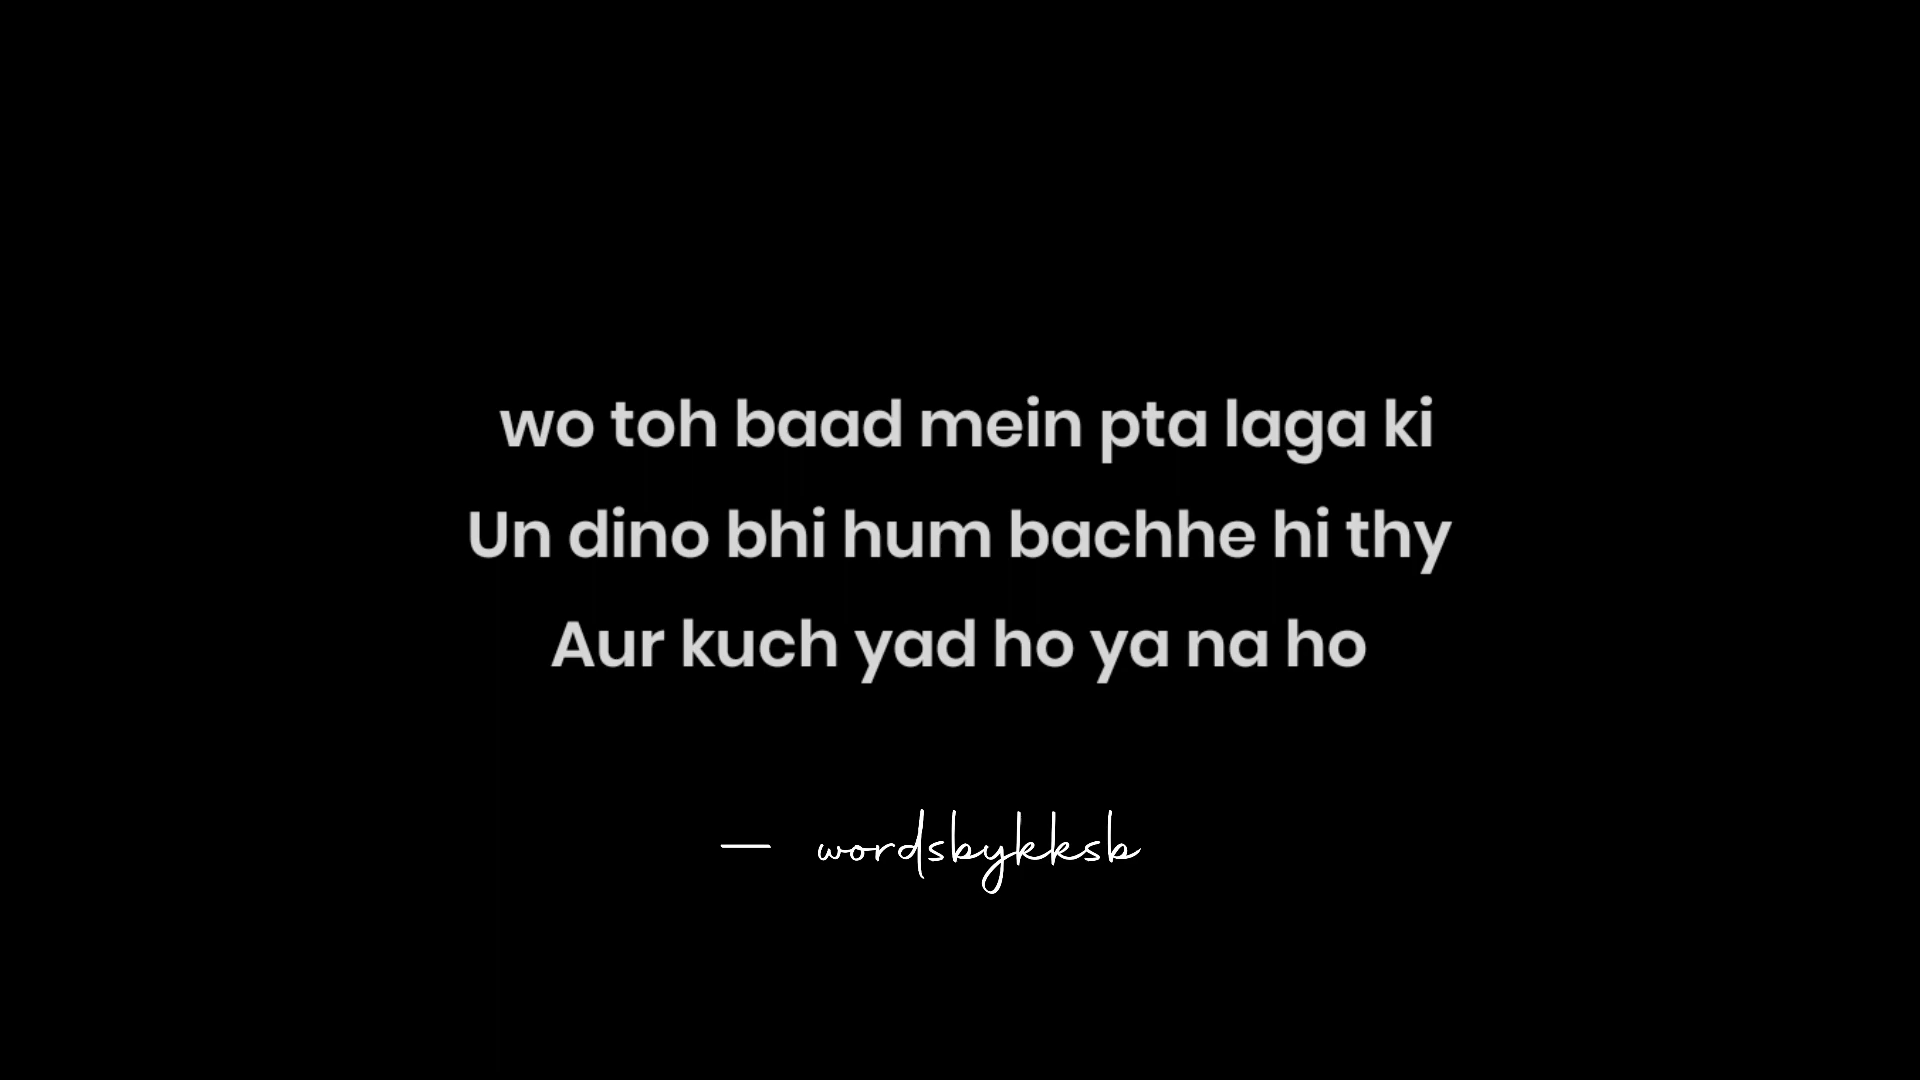 wo toh baad mein pta laga ki
Un dino bhi hum bachhe hi thy
Aur kuch yad ho ya na ho
— wordsbykksb